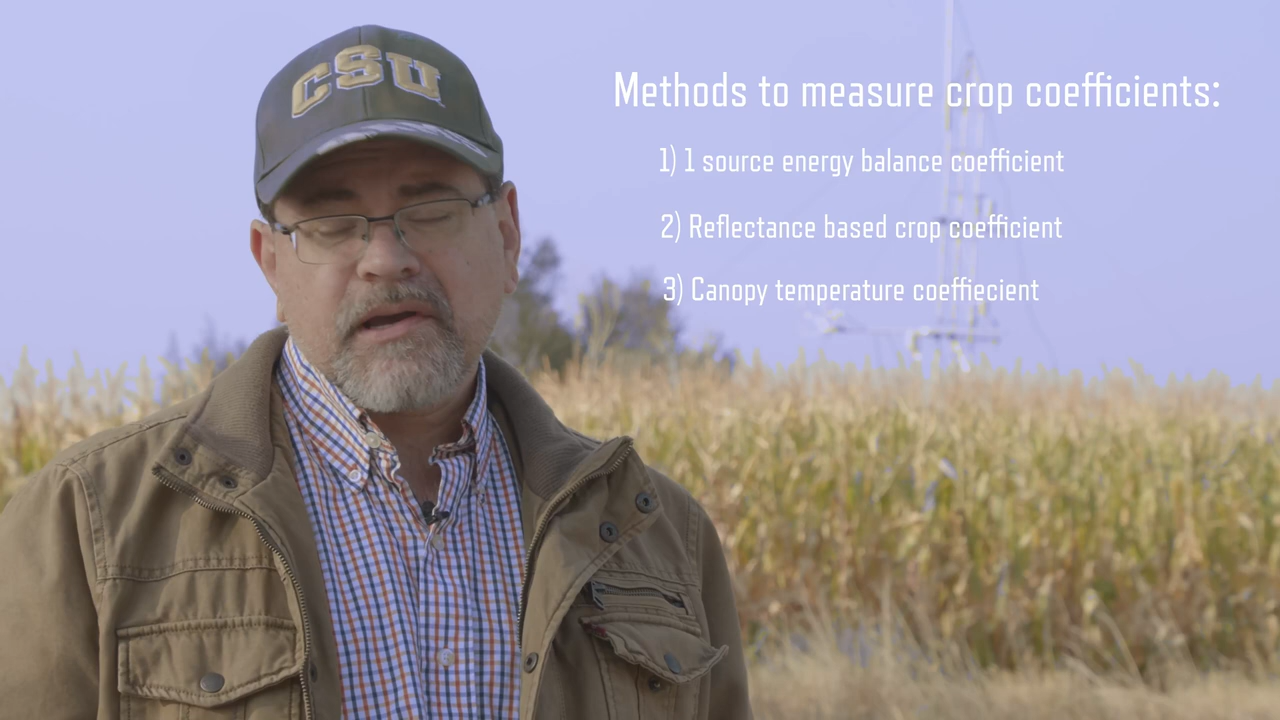 CSU
Methods to measure crop coefficients:
1) 1 source energy balance coefficient
2) Reflectance based crop coefficient
3) Canopy temperature coeffiecient